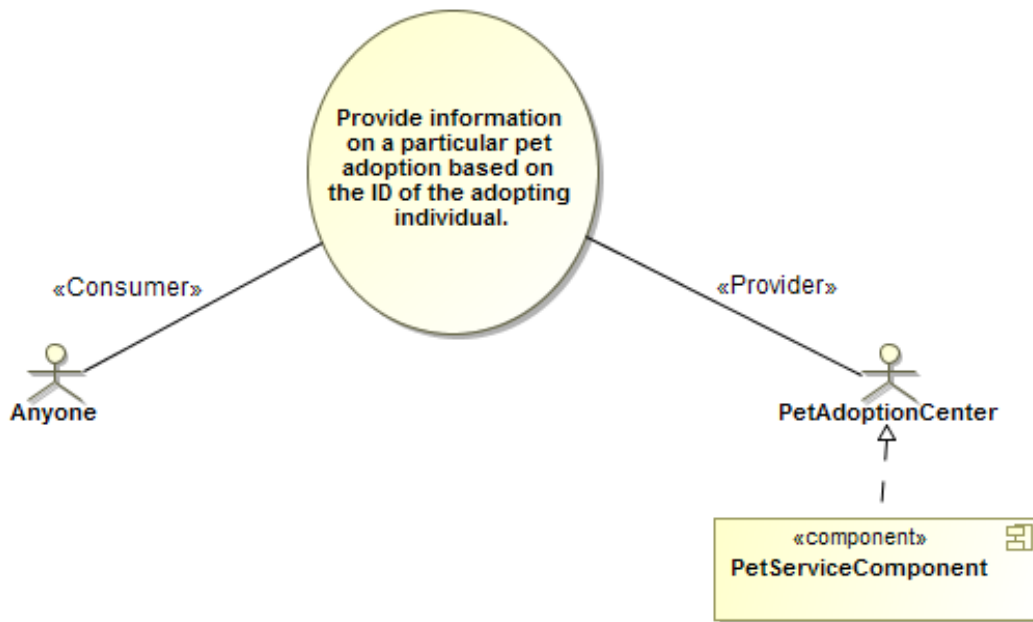 Provide information
on a particular pet
adoption based on
the ID of the adopting
individual.
«Consumer»
«Provider»
Anyone
PetAdoptionCenter
«component»
PetServiceComponent